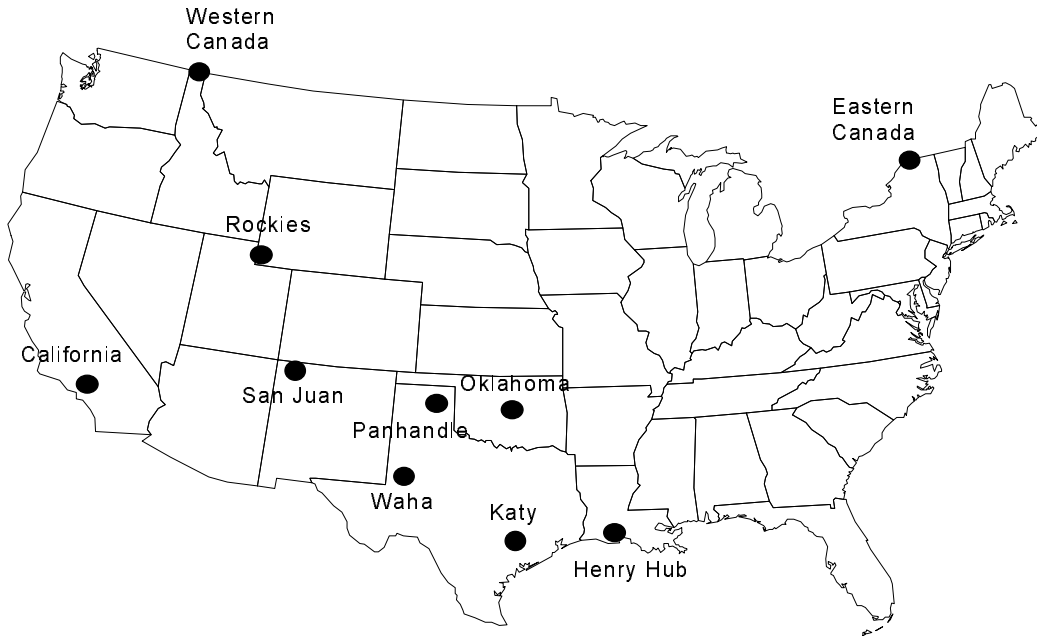 Western
Canada
Eastern
Canada
Rockies
California
San Juan
Oklahoma
Panhandle
Waha
Katy
Henry Hub